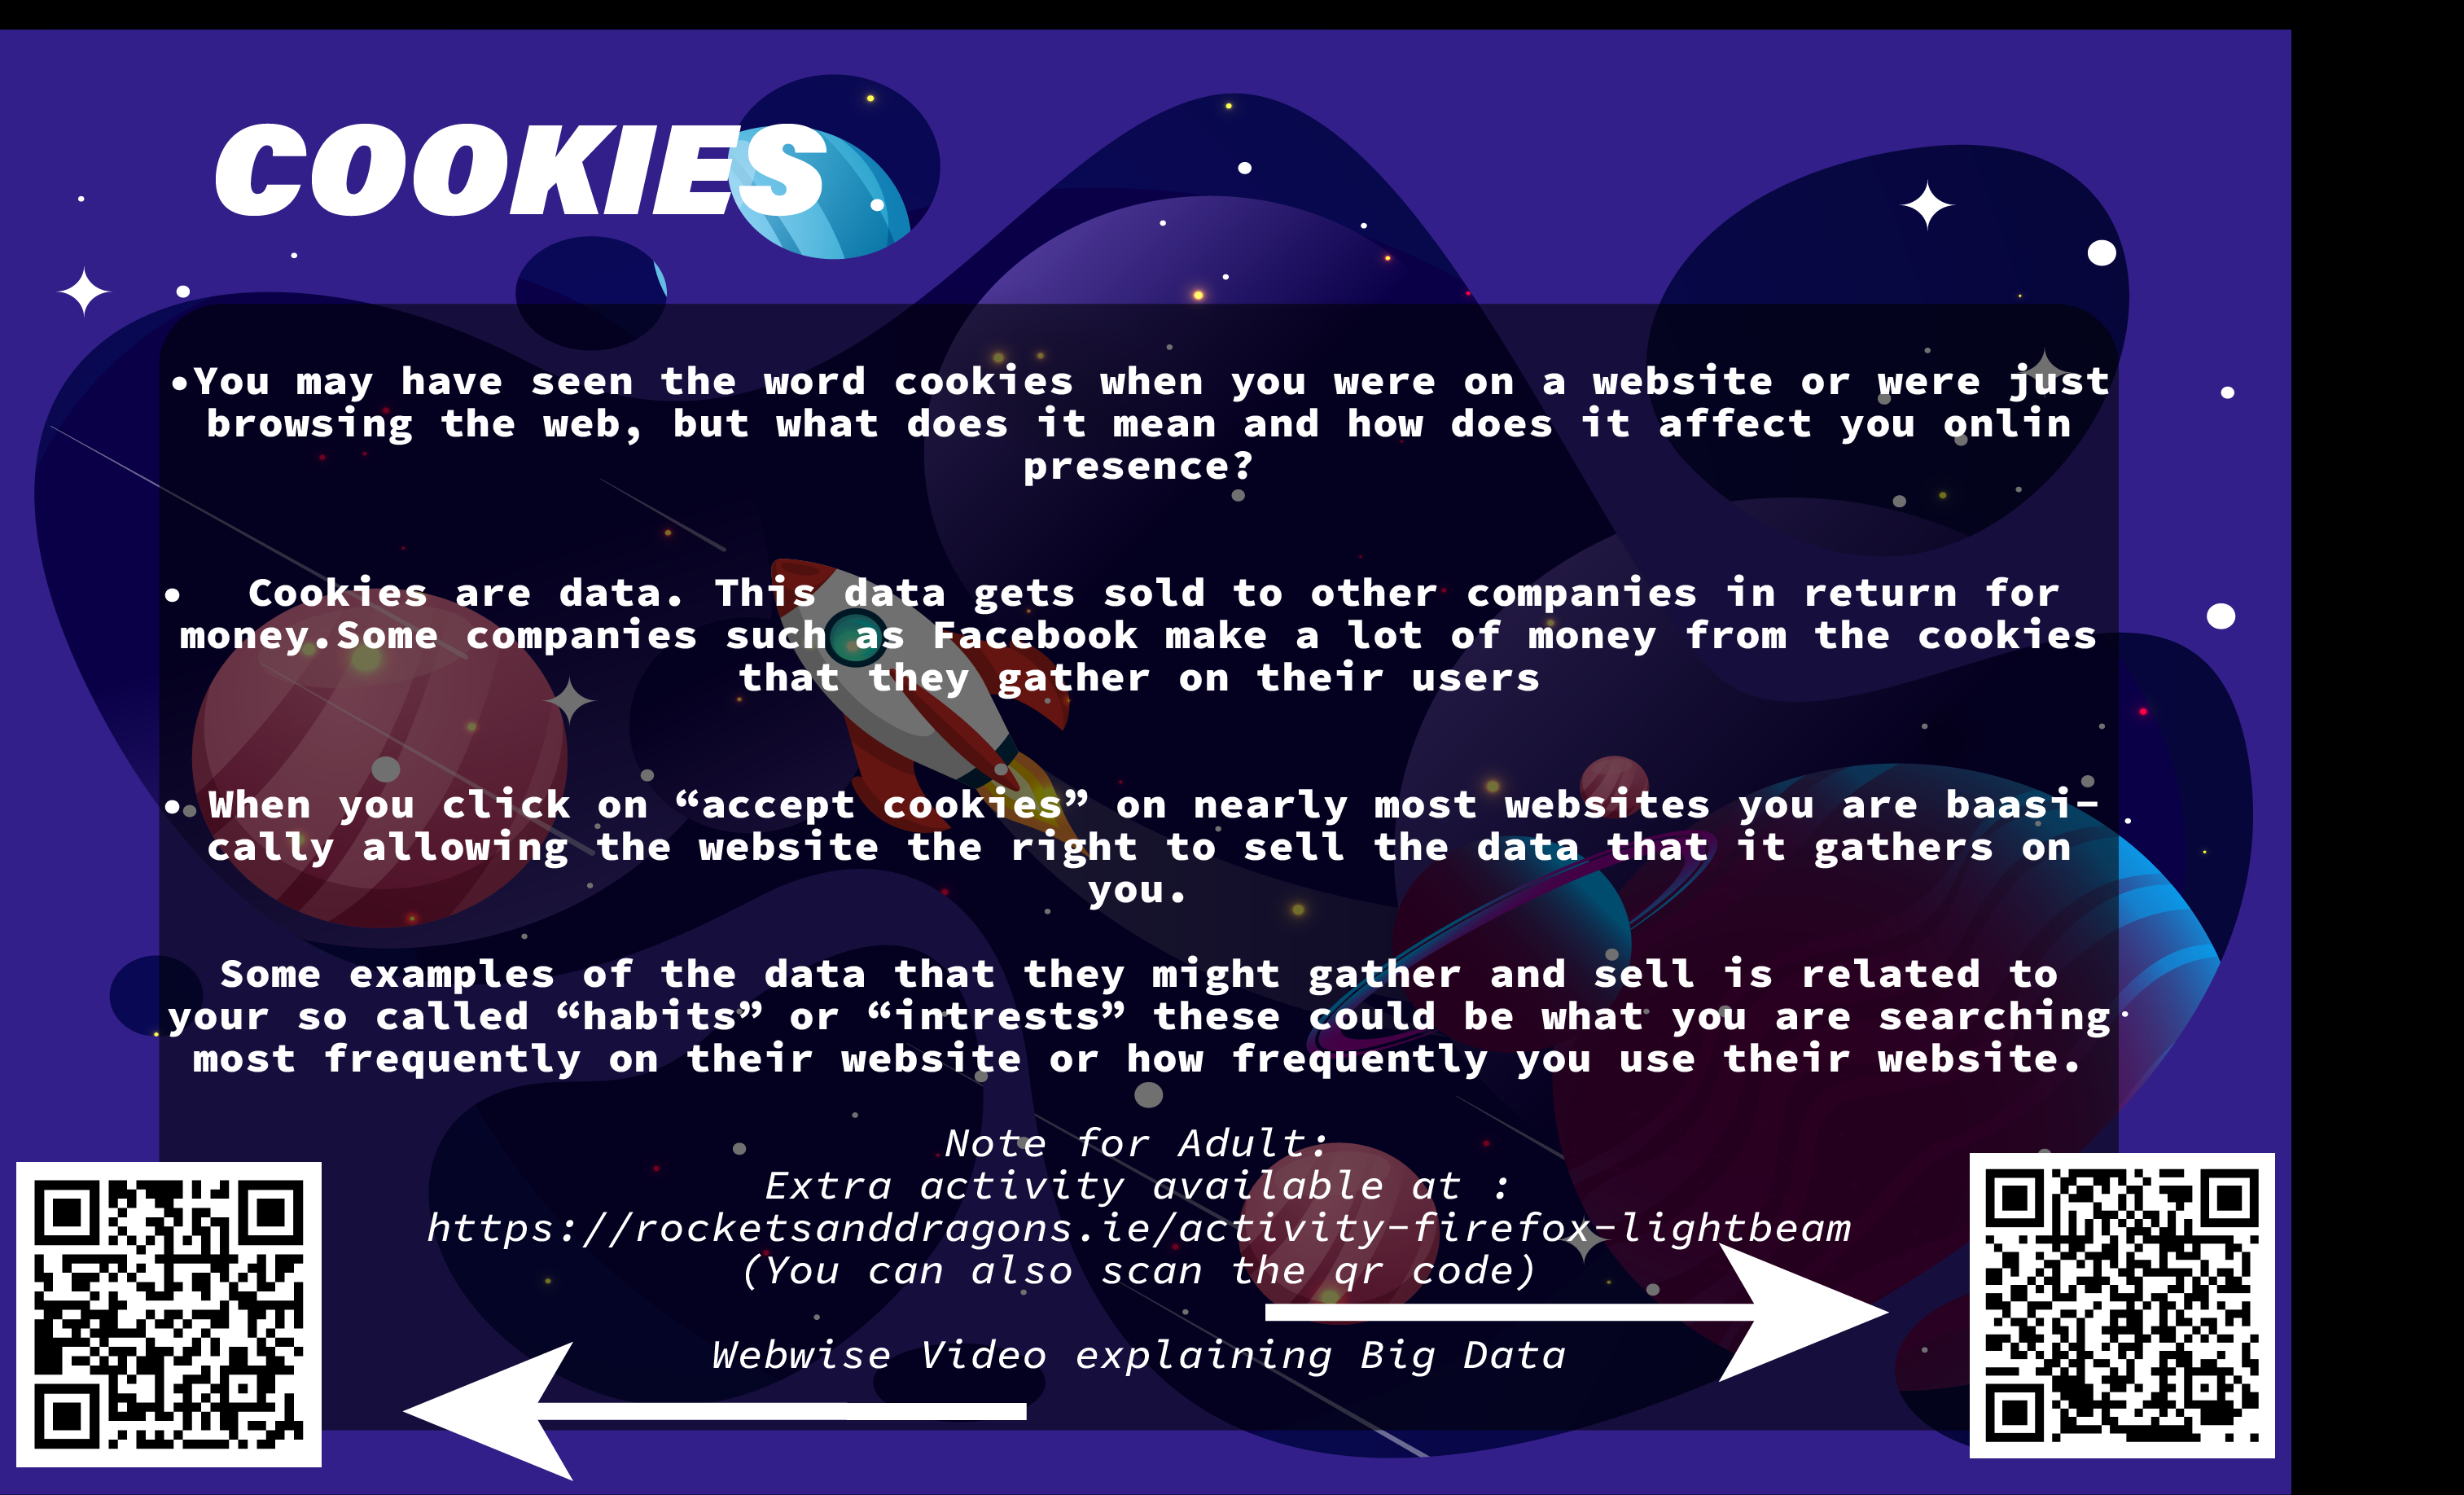 COOKIES
•You may have seen the word cookies when you were on a website or were just
browsing the web, but what does it mean and how does it affect you onlin
presence?
• Cookies are data. This data gets sold to other companies in return for
money.Some companies such as Facebook make a lot of money from the cookies
that they gather on their users
• When you click on “accept cookies” on nearly most websites you are baasi-
cally allowing the website the right to sell the data that it gathers on
you.
Some examples of the data that they might gather and sell is related to
your so called “habits” or “intrests” these could be what you are searching
most frequently on their website or how frequently you use their website.
Note for Adult:
Extra activity available at :
https://rocketsanddragons.ie/activity-firefox-lightbeam
(You can also scan the qr code)
Webwise Video explaining Big Data